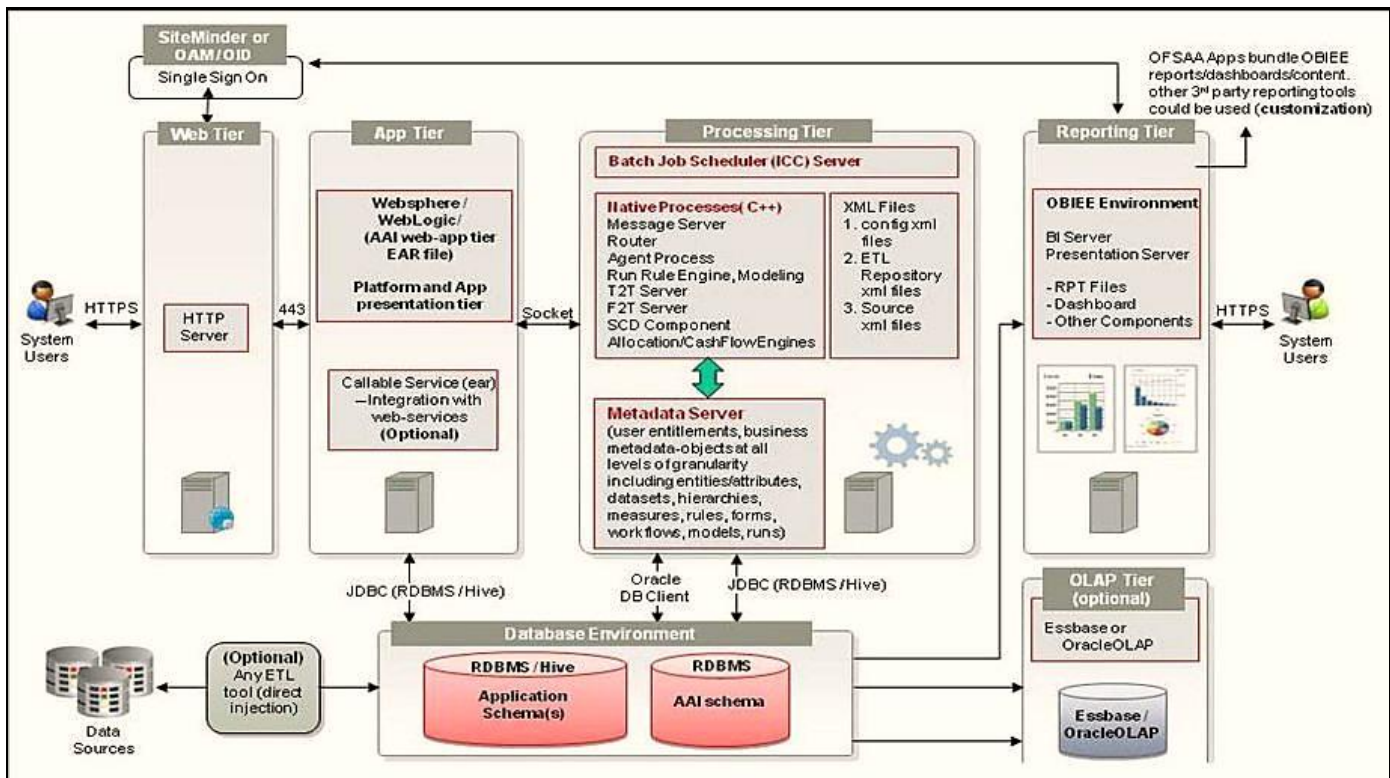 SiteMinder or
OAM/OID
Single Sign On
OFSAA Apps bundle OBIEE
reports/dashboards/content.
other 3rd party reporting tools
could be used (customization)
Web Tier
App Tier
Processing Tier
Reporting Tier
System
Users
HTTPS
HTTP
Server
443
Websphere /
WebLogic/
(AAI web-app tier
EAR file)
Platform and App
presentation tier
Callable Service (ear)
–Integration with
web-services
(Optional)
Socket
Batch Job Scheduler (ICC) Server
Native Processes( C++)
Message Server
Router
Agent Process
Run Rule Engine, Modeling
T2T Server
F2T Server
SCD Component
Allocation/CashFlowEngines
XML Files
1. config xml
files
2. ETL
Repository
xml files
3. Source
xml files
Metadata Server
(user entitlements, business
metadata-objects at all
levels of granularity
including entities/attributes,
datasets, hierarchies,
measures, rules, forms,
workflows, models, runs)
OBIEE Environment
BI Server
Presentation Server
- RPT Files
- Dashboard
- Other Components
HTTPS
System
Users
JDBC (RDBMS / Hive)
Oracle
DB Client
JDBC (RDBMS / Hive)
OLAP Tier
(optional)
Essbase or
OracleOLAP
Essbase /
OracleOLAP
Database Environment
RDBMS / Hive
Application
Schema(s)
RDBMS
AAI schema
(Optional)
Any ETL
tool (direct
injection)
Data
Sources